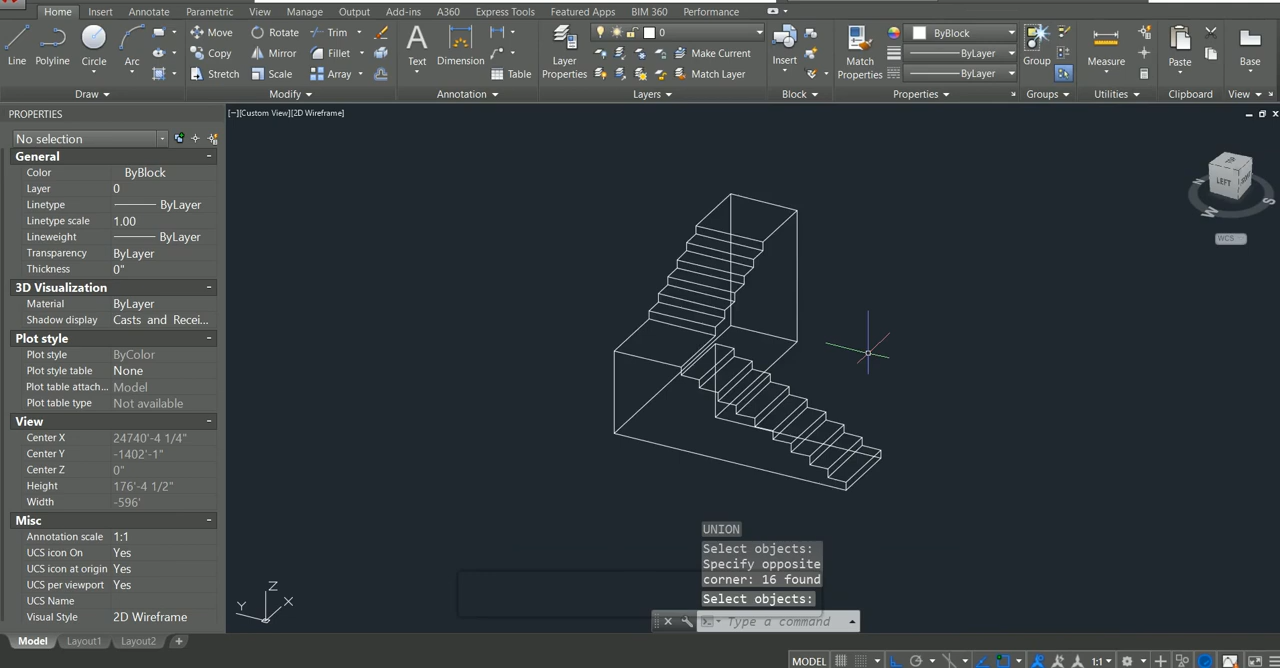 Home Insert Annotate Parametric View Manage Output Add-ins A360 Express Tools Featured Apps BIM 360 Performance
Line Polyline Circle Arc
Move Rotate Trim
Copy Mirror Fillet
Stretch Scale Array
Text Dimension Table
Layer Properties
0
Make Current
Match Layer
Insert
Match Properties
ByBlock
ByLayer
ByLayer
Group
Measure
Paste
Base
Draw Modify Annotation Layers Block Properties Groups Utilities Clipboard View
PROPERTIES
[−][Custom View][2D Wireframe]
No selection
General
Color ByBlock
Layer 0
Linetype ByLayer
Linetype scale 1.00
Lineweight ByLayer
Transparency ByLayer
Thickness 0"
3D Visualization
Material ByLayer
Shadow display Casts and Recei...
Plot style
Plot style ByColor
Plot style table None
Plot table attach... Model
Plot table type Not available
View
Center X 24740'-4 1/4"
Center Y -1402'-1"
Center Z 0"
Height 176'-4 1/2"
Width -596'
Misc
Annotation scale 1:1
UCS icon On Yes
UCS icon at origin Yes
UCS per viewport Yes
UCS Name
Visual Style 2D Wireframe
LEFT
N
W
S
WCS
UNION
Select objects:
Specify opposite
corner: 16 found
Select objects:
Type a command
Z
Y
X
Model Layout1 Layout2
MODEL 1:1